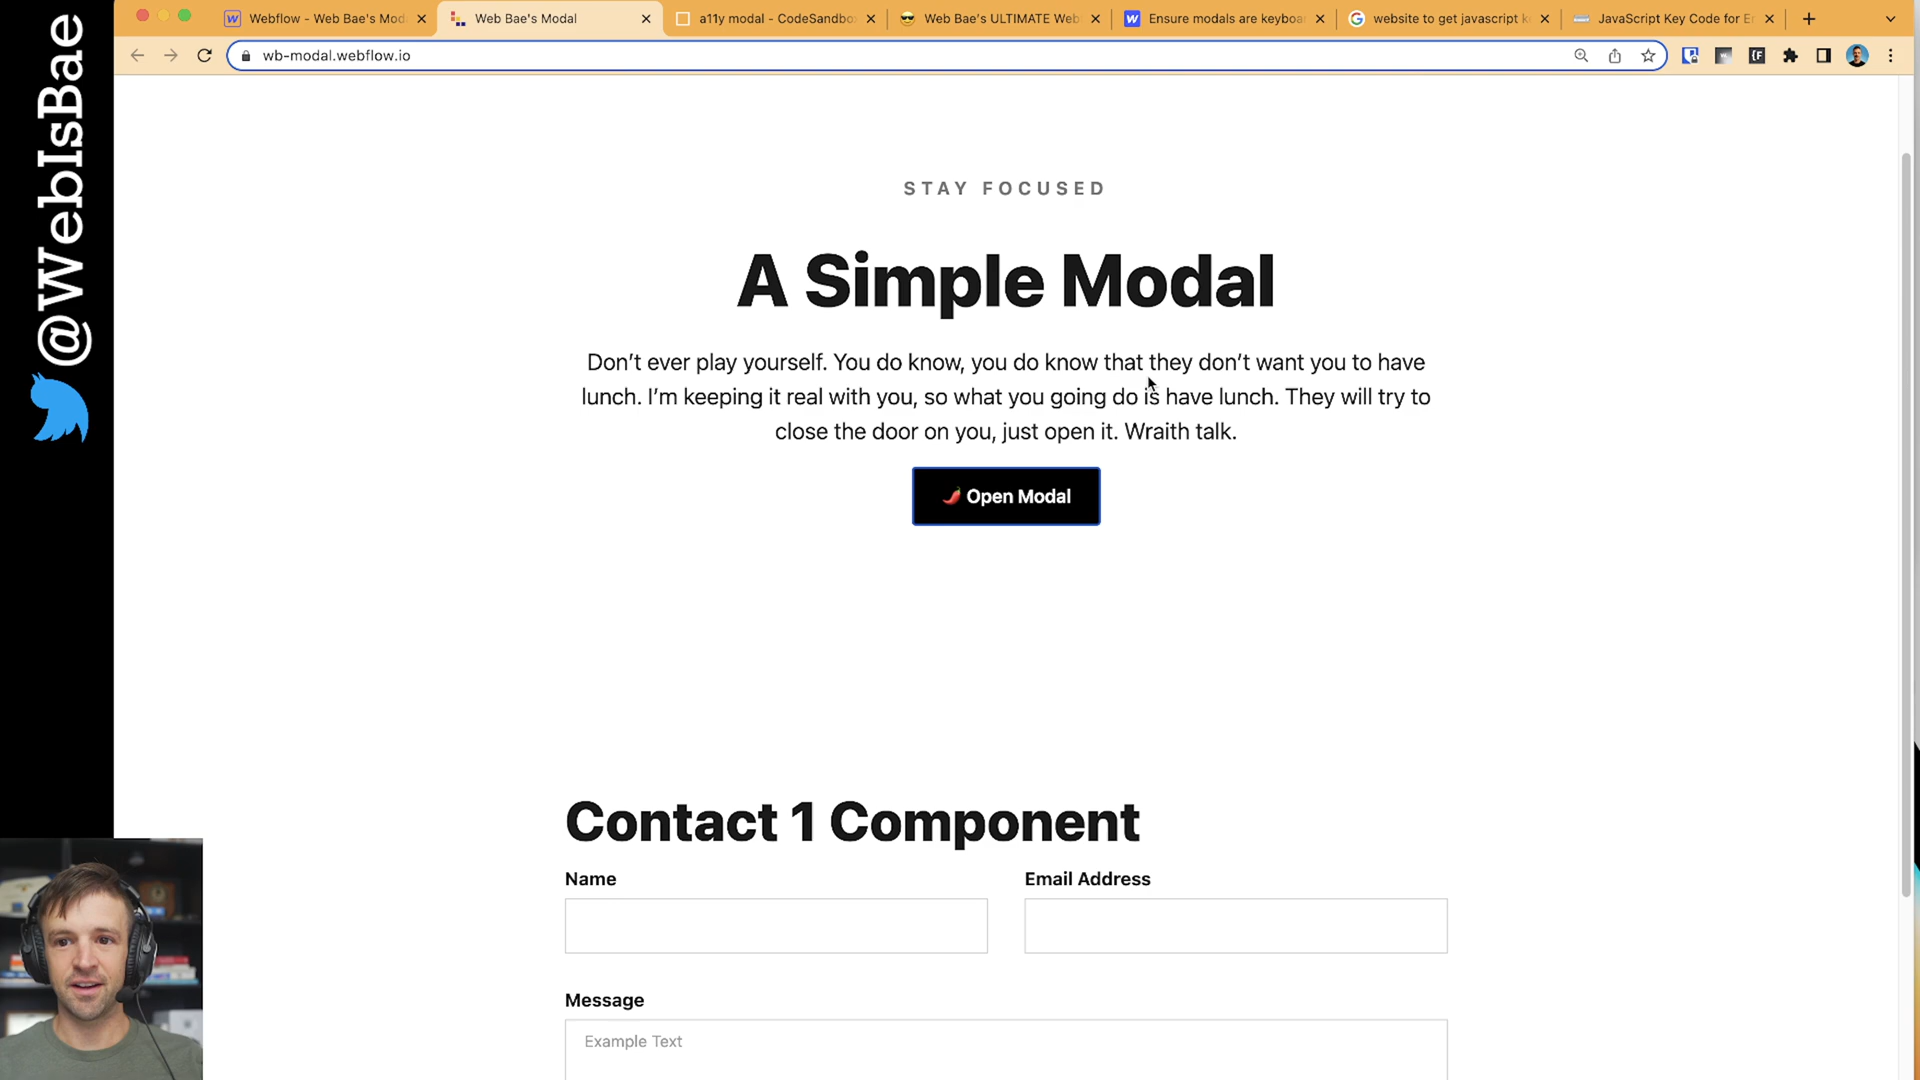 @WebIsBae
Webflow - Web Bae's Mod
Web Bae's Modal
a11y modal - CodeSandbo
Web Bae's ULTIMATE Web
Ensure modals are keyboa
website to get javascript k
JavaScript Key Code for En
wb-modal.webflow.io
STAY FOCUSED
A Simple Modal
Don't ever play yourself. You do know, you do know that they don't want you to have
lunch. I'm keeping it real with you, so what you going do is have lunch. They will try to
close the door on you, just open it. Wraith talk.
🌶️ Open Modal
Contact 1 Component
Name
Email Address
Message
Example Text